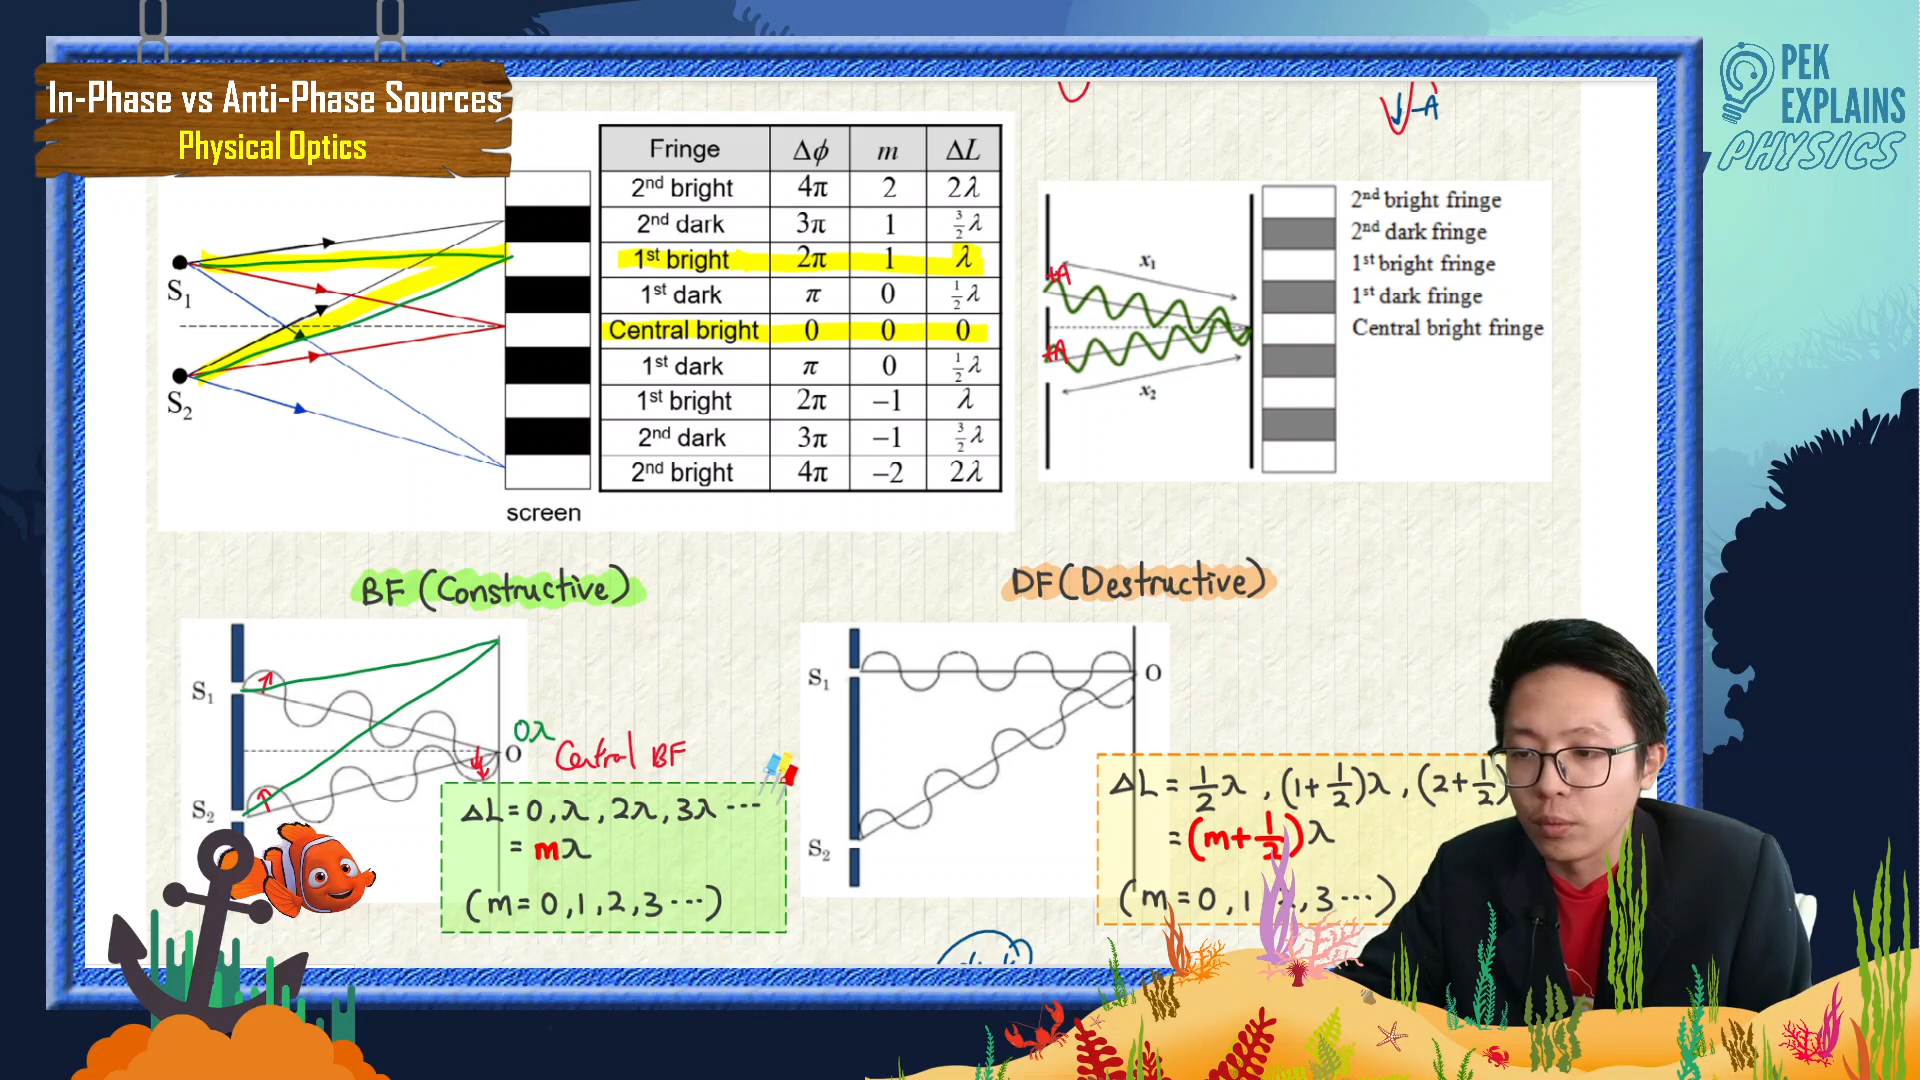 In-Phase vs Anti-Phase Sources
Physical Optics
PEK
EXPLAINS
PHYSICS
-A
S1
S2
screen
Fringe Δϕ m ΔL
2nd bright 4π 2 2λ
2nd dark 3π 1 3/2 λ
1st bright 2π 1 λ
1st dark π 0 1/2 λ
Central bright 0 0 0
1st dark π 0 1/2 λ
1st bright 2π −1 λ
2nd dark 3π −1 3/2 λ
2nd bright 4π −2 2λ
+A
+A
x1
x2
2nd bright fringe
2nd dark fringe
1st bright fringe
1st dark fringe
Central bright fringe
BF (Constructive)
S1
S2
O
0λ
Central BF
ΔL = 0, λ, 2λ, 3λ ...
= mλ
(m = 0, 1, 2, 3 ...)
DF (Destructive)
S1
S2
O
ΔL = 1/2 λ, (1+1/2)λ, (2+1/2)
= (m+1/2)λ
(m = 0, 1, 2, 3 ...)